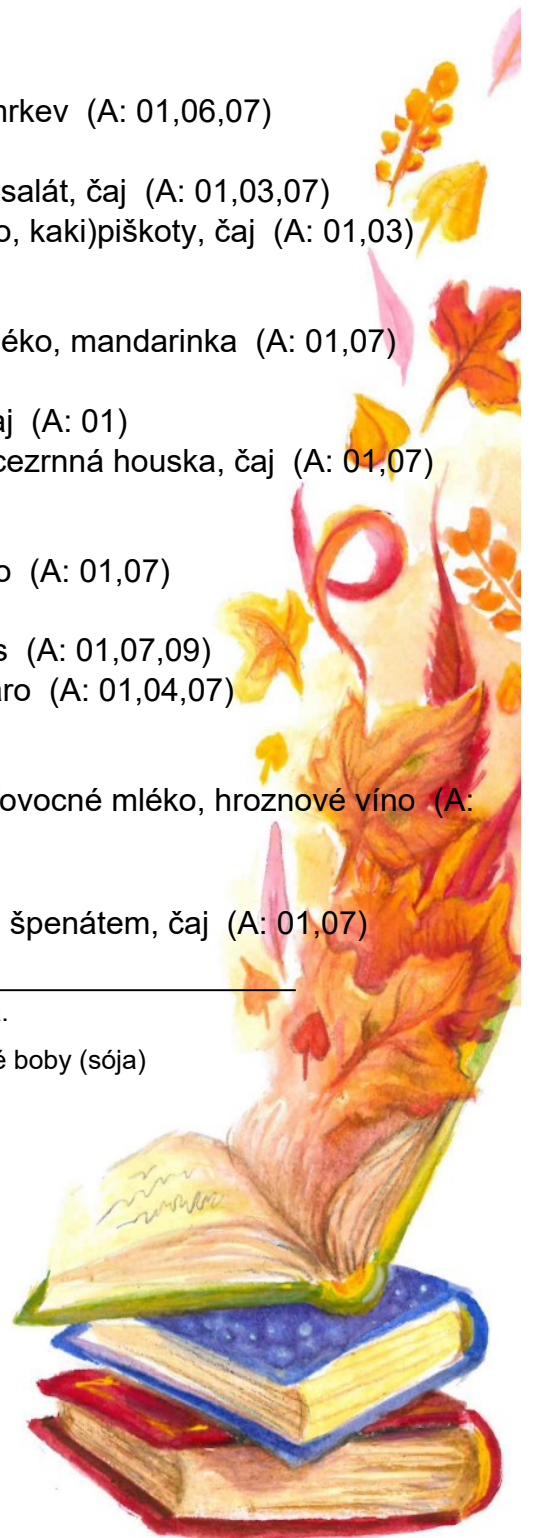 mrkev (A: 01,06,07)
salát, čaj (A: 01,03,07)
o, kaki)piškoty, čaj (A: 01,03)
éko, mandarinka (A: 01,07)
aj (A: 01)
cezrnná houska, čaj (A: 01,07)
o (A: 01,07)
s (A: 01,07,09)
aro (A: 01,04,07)
ovocné mléko, hroznové víno (A:
špenátem, čaj (A: 01,07)
é boby (sója)